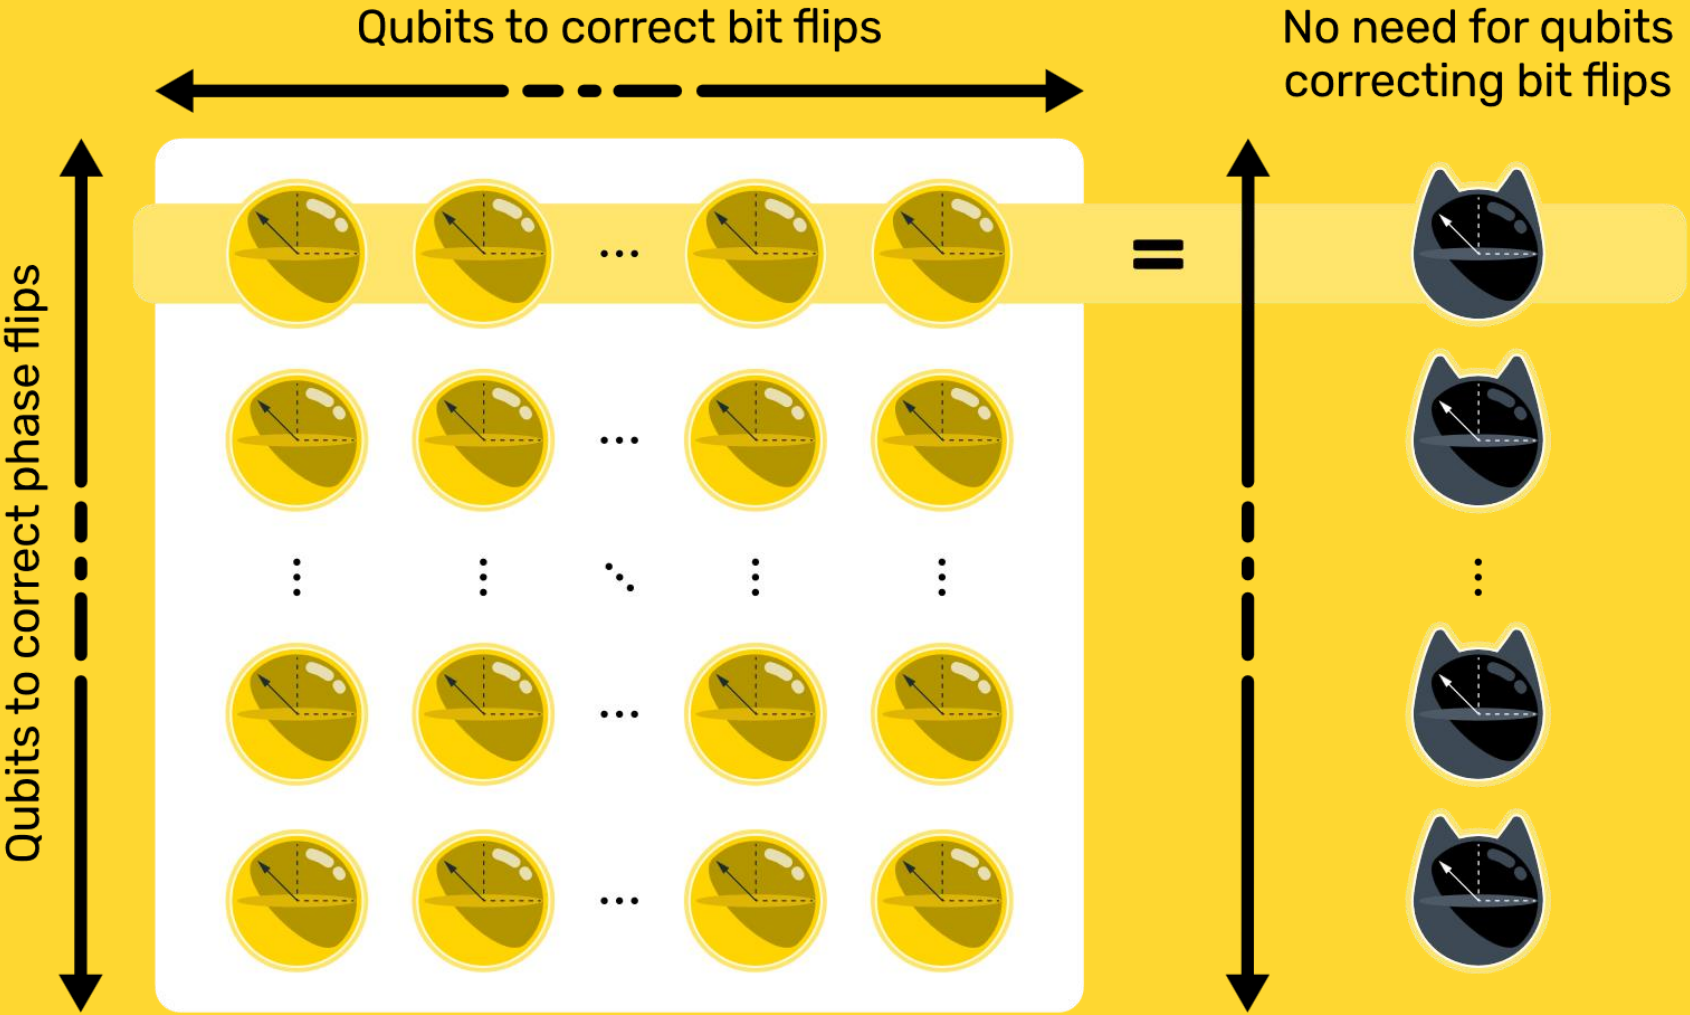 Qubits to correct bit flips
No need for qubits
correcting bit flips
Qubits to correct phase flips
=